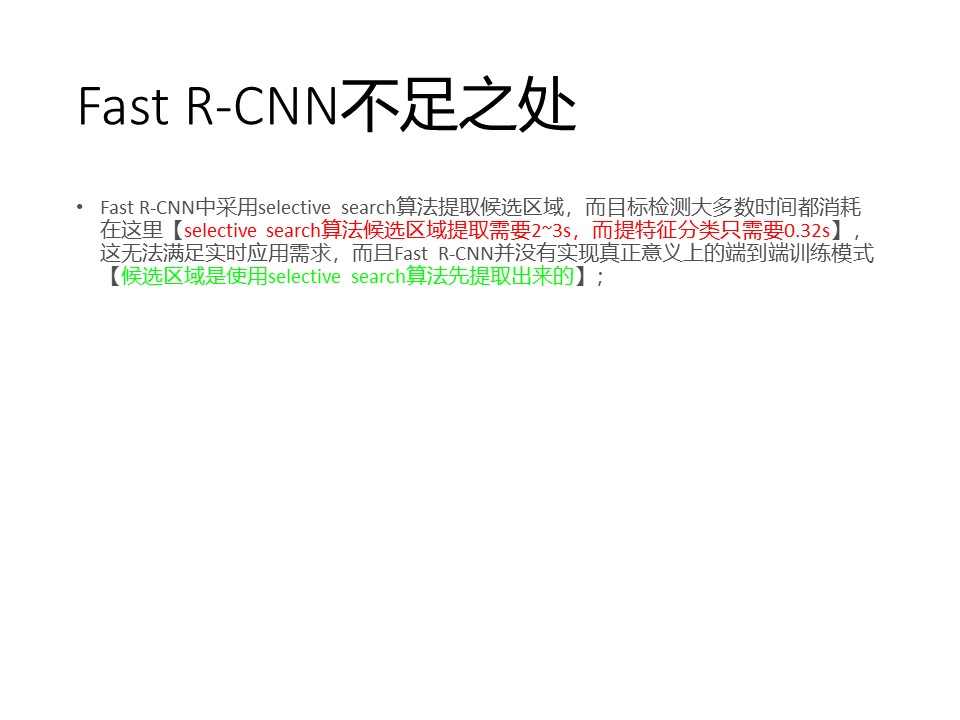 Fast R-CNN不足之处
• Fast R-CNN中采用selective search算法提取候选区域，而目标检测大多数时间都消耗
在这里【selective search算法候选区域提取需要2~3s，而提特征分类只需要0.32s】，
这无法满足实时应用需求，而且Fast R-CNN并没有实现真正意义上的端到端训练模式
【候选区域是使用selective search算法先提取出来的】；